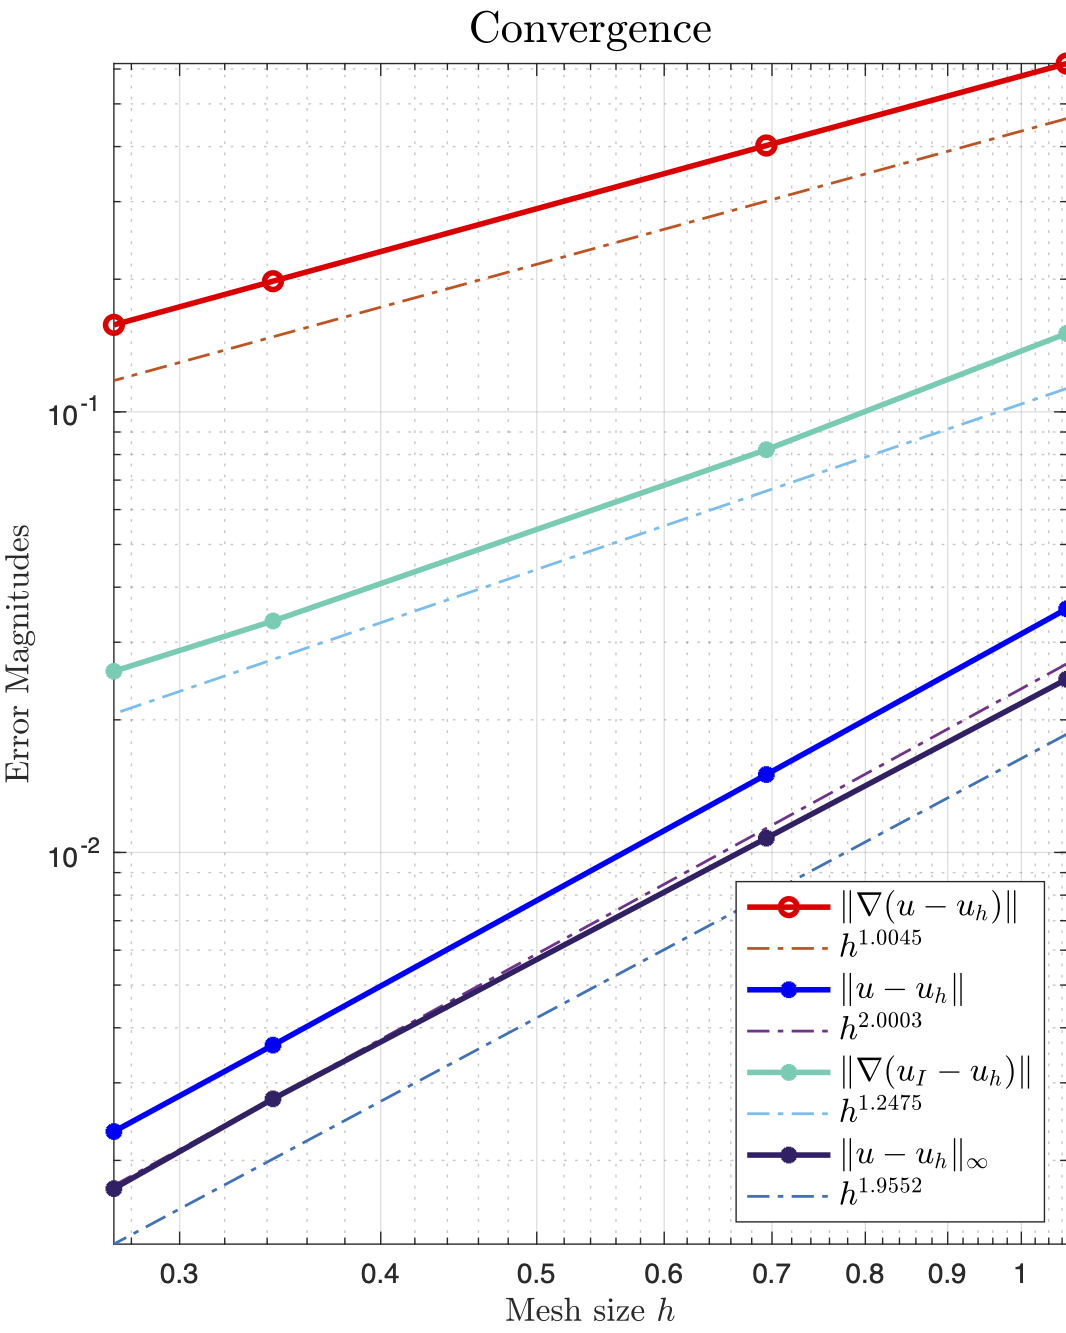 Convergence
Error Magnitudes
10^-1
10^-2
‖∇(u − u_h)‖
h^1.0045
‖u − u_h‖
h^2.0003
‖∇(u_I − u_h)‖
h^1.2475
‖u − u_h‖_∞
h^1.9552
0.3 0.4 0.5 0.6 0.7 0.8 0.9 1
Mesh size h